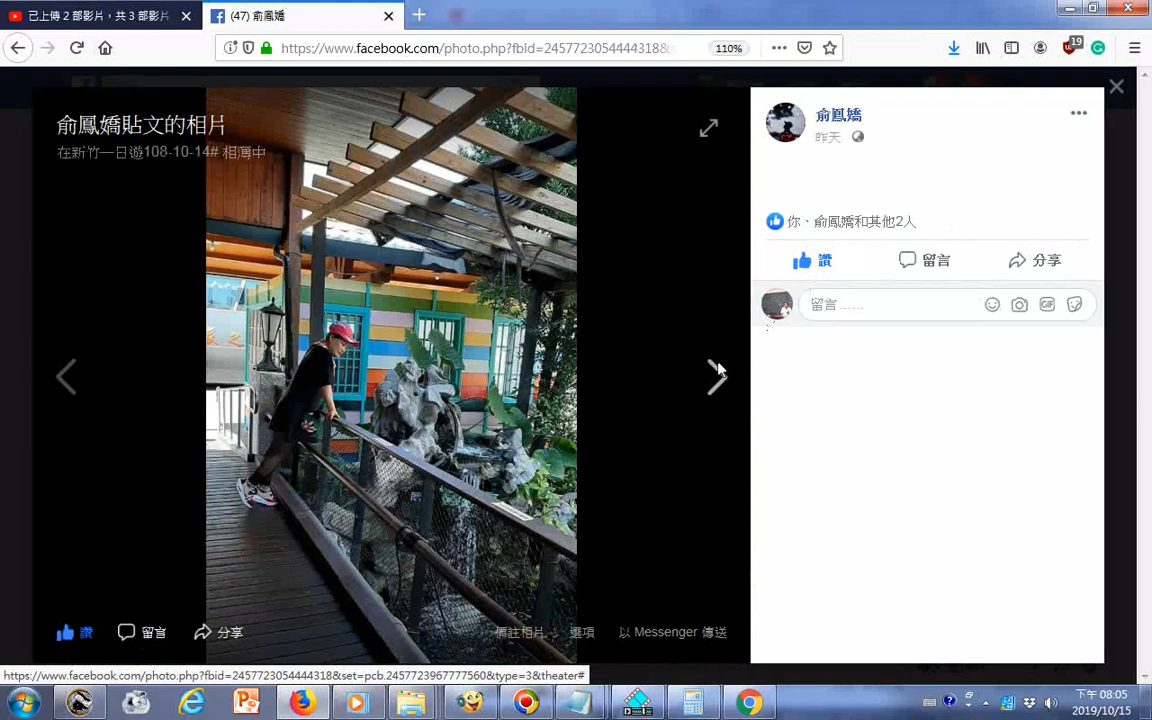 已上傳 2 部影片，共 3 部影片
(47) 俞鳳嬌
https://www.facebook.com/photo.php?fbid=2457723054444318&s
110%
19
俞鳳嬌貼文的相片
在新竹一日遊108-10-14# 相簿中
俞鳳嬌
昨天
你、俞鳳嬌和其他2人
讚
留言
分享
留言......
讚
留言
分享
標註相片
選項
以 Messenger 傳送
https://www.facebook.com/photo.php?fbid=2457723054444318&set=pcb.2457723967777560&type=3&theater#
下午 08:05
2019/10/15